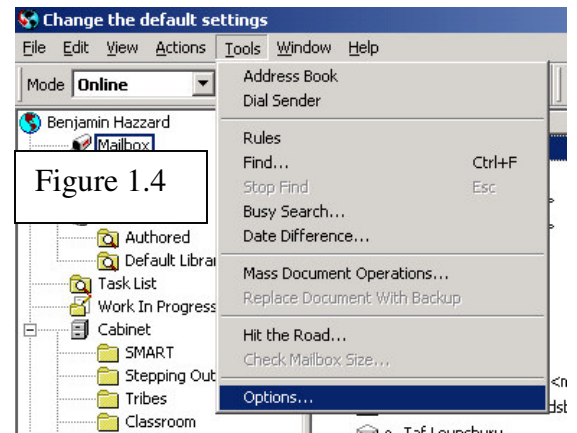 Change the default settings
File Edit View Actions Tools Window Help
Mode Online
Address Book
Dial Sender
Rules
Find... Ctrl+F
Stop Find Esc
Busy Search...
Date Difference...
Mass Document Operations...
Replace Document With Backup
Hit the Road...
Check Mailbox Size...
Options...
Benjamin Hazzard
Mailbox
Figure 1.4
Authored
Default Librar
Task List
Work In Progress
Cabinet
SMART
Stepping Out
Tribes
Classroom